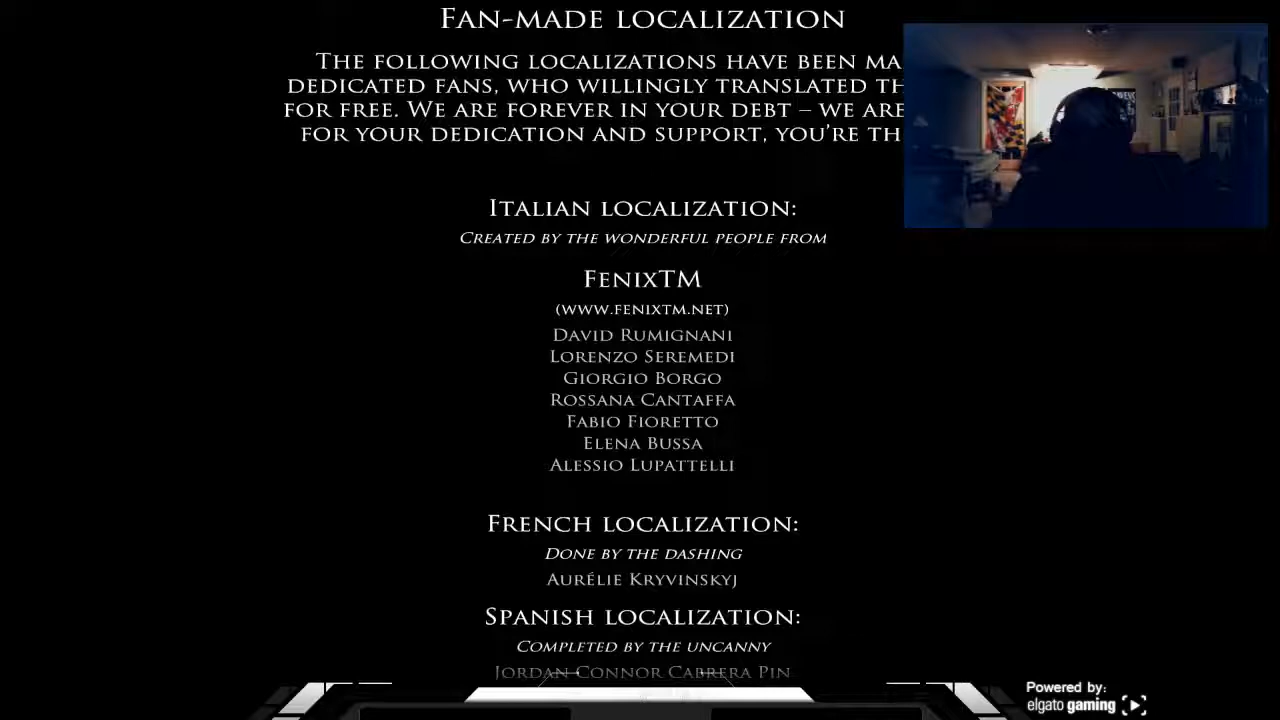 Fan-made localization
The following localizations have been
dedicated fans, who willingly translated
for free. We are forever in your debt – we are
for your dedication and support, you're
Italian localization:
Created by the wonderful people from
FenixTM
(www.fenixtm.net)
David Rumignani
Lorenzo Seremedi
Giorgio Borgo
Rossana Cantaffa
Fabio Fioretto
Elena Bussa
Alessio Lupattelli
French localization:
Done by the dashing
Aurélie Kryvinskyj
Spanish localization:
Completed by the uncanny
Jordan Connor Cabrera Pin
Powered by:
elgato gaming